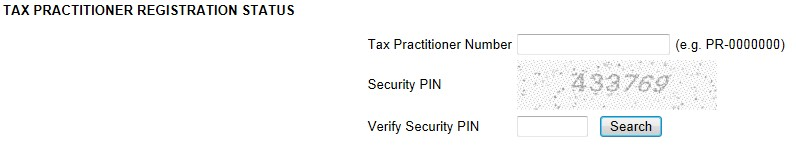 TAX PRACTITIONER REGISTRATION STATUS
Tax Practitioner Number (e.g. PR-0000000)
Security PIN 433769
Verify Security PIN Search